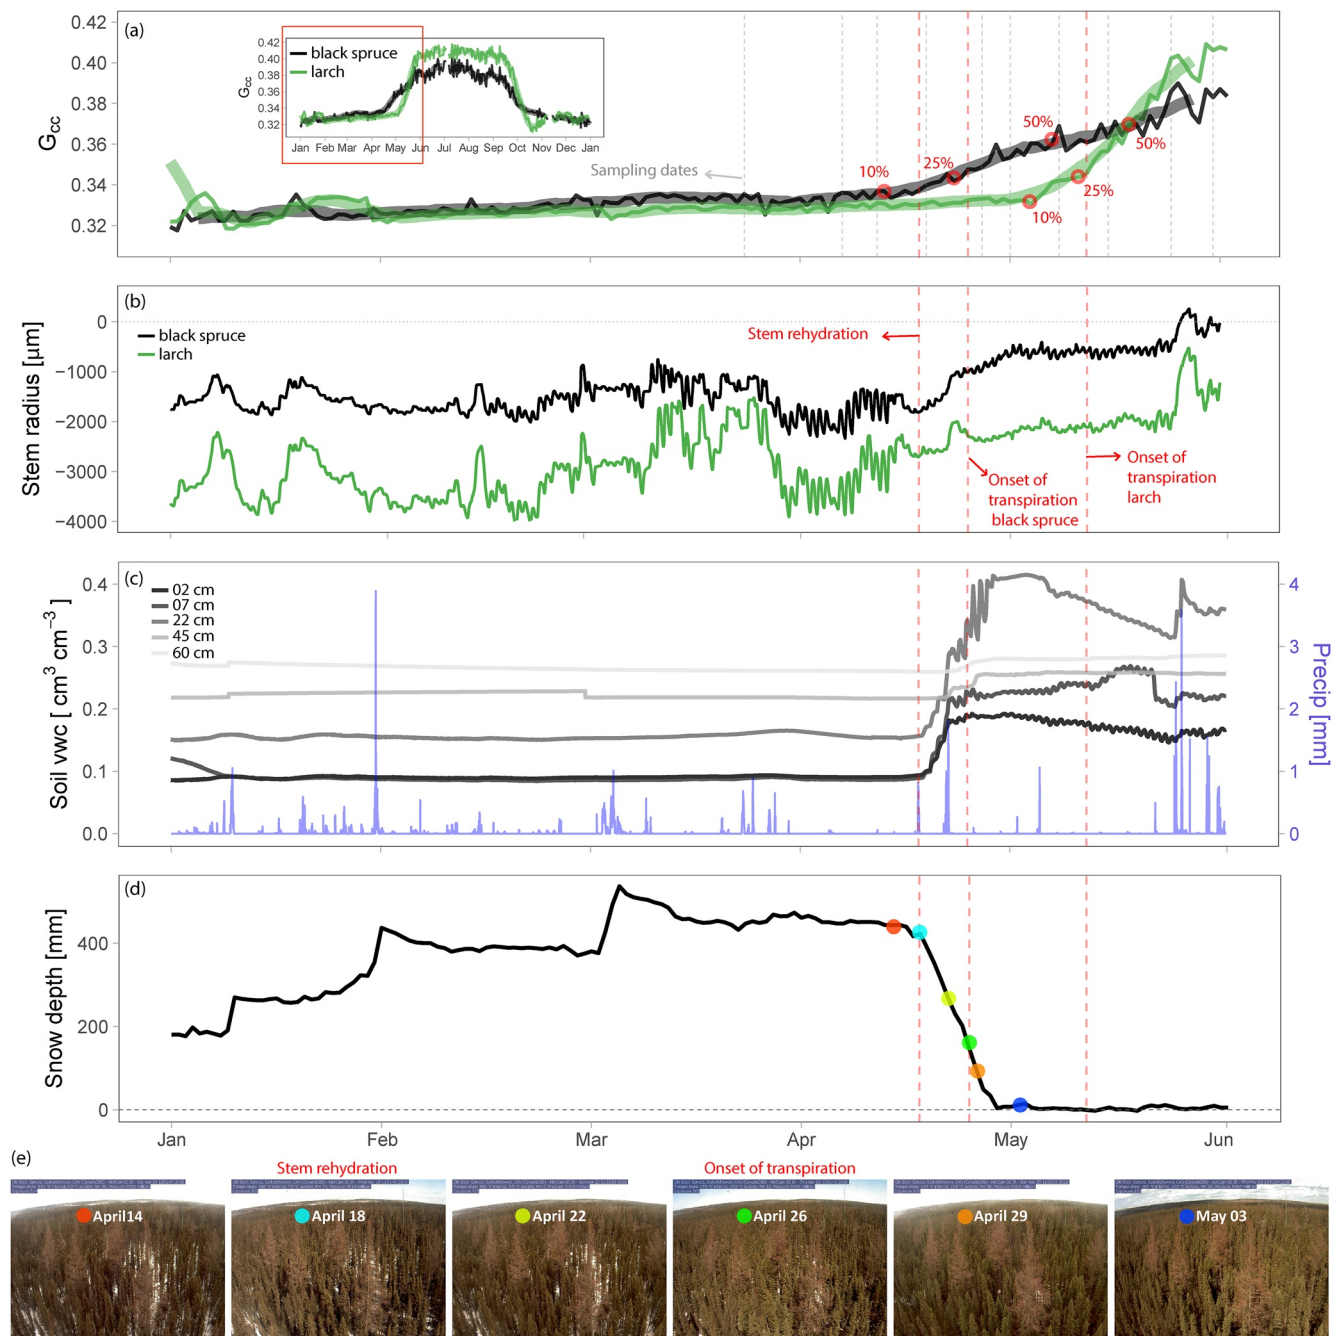 (a)
0.42
0.40
0.38
0.36
0.34
0.32
Gcc
0.42
0.40
0.38
0.36
0.34
0.32
Gcc
black spruce
larch
Jan Feb Mar Apr May Jun Jul Aug Sep Oct Nov Dec Jan
Sampling dates
10%
25%
50%
10%
25%
50%
(b)
Stem radius [µm]
0
−1000
−2000
−3000
−4000
black spruce
larch
Stem rehydration
Onset of
transpiration
black spruce
Onset of
transpiration
larch
(c)
Soil vwc [ cm³ cm⁻³ ]
0.4
0.3
0.2
0.1
0.0
02 cm
07 cm
22 cm
45 cm
60 cm
4
3
2
1
0
Precip [mm]
(d)
Snow depth [mm]
400
200
0
Jan Feb Mar Apr May Jun
(e)
Stem rehydration
Onset of transpiration
April14
April 18
April 22
April 26
April 29
May 03